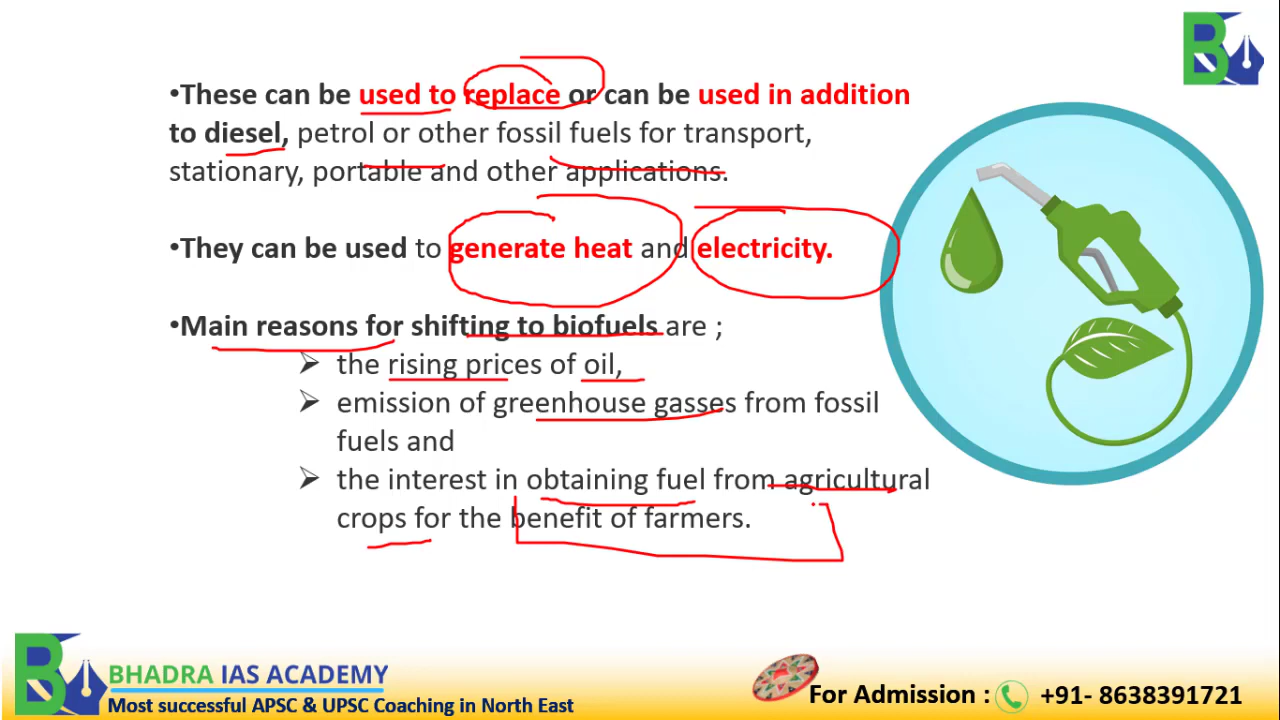 •These can be used to replace or can be used in addition
to diesel, petrol or other fossil fuels for transport,
stationary, portable and other applications.
•They can be used to generate heat and electricity.
•Main reasons for shifting to biofuels are ;
➢ the rising prices of oil,
➢ emission of greenhouse gasses from fossil
fuels and
➢ the interest in obtaining fuel from agricultural
crops for the benefit of farmers.
BHADRA IAS ACADEMY
Most successful APSC & UPSC Coaching in North East
For Admission : +91- 8638391721